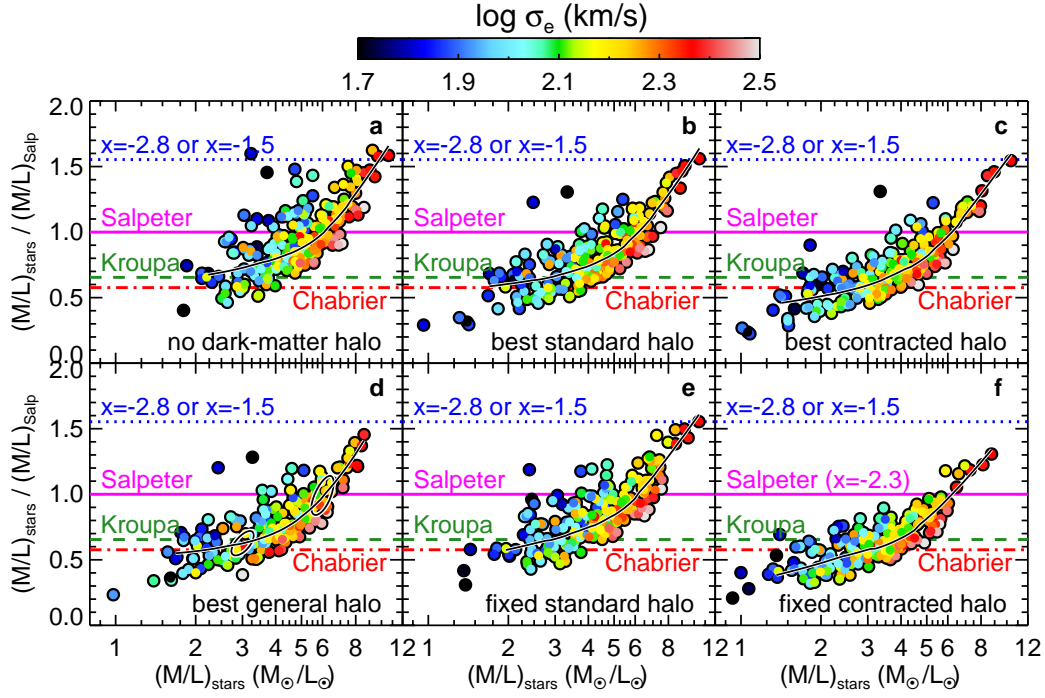 log σe (km/s)
1.7 1.9 2.1 2.3 2.5
(M/L)stars / (M/L)Salp
2.0
1.5
1.0
0.5
0.0
a
x=-2.8 or x=-1.5
Salpeter
Kroupa
Chabrier
no dark-matter halo
b
x=-2.8 or x=-1.5
Salpeter
Kroupa
Chabrier
best standard halo
c
x=-2.8 or x=-1.5
Salpeter
Kroupa
Chabrier
best contracted halo
(M/L)stars / (M/L)Salp
2.0
1.5
1.0
0.5
0.0
d
x=-2.8 or x=-1.5
Salpeter
Kroupa
Chabrier
best general halo
e
x=-2.8 or x=-1.5
Salpeter
Kroupa
Chabrier
fixed standard halo
f
x=-2.8 or x=-1.5
Salpeter (x=-2.3)
Kroupa
Chabrier
fixed contracted halo
1 2 3 4 5 6 8 12
1 2 3 4 5 6 8 12
1 2 3 4 5 6 8 12
(M/L)stars (M⊙/L⊙)
(M/L)stars (M⊙/L⊙)
(M/L)stars (M⊙/L⊙)